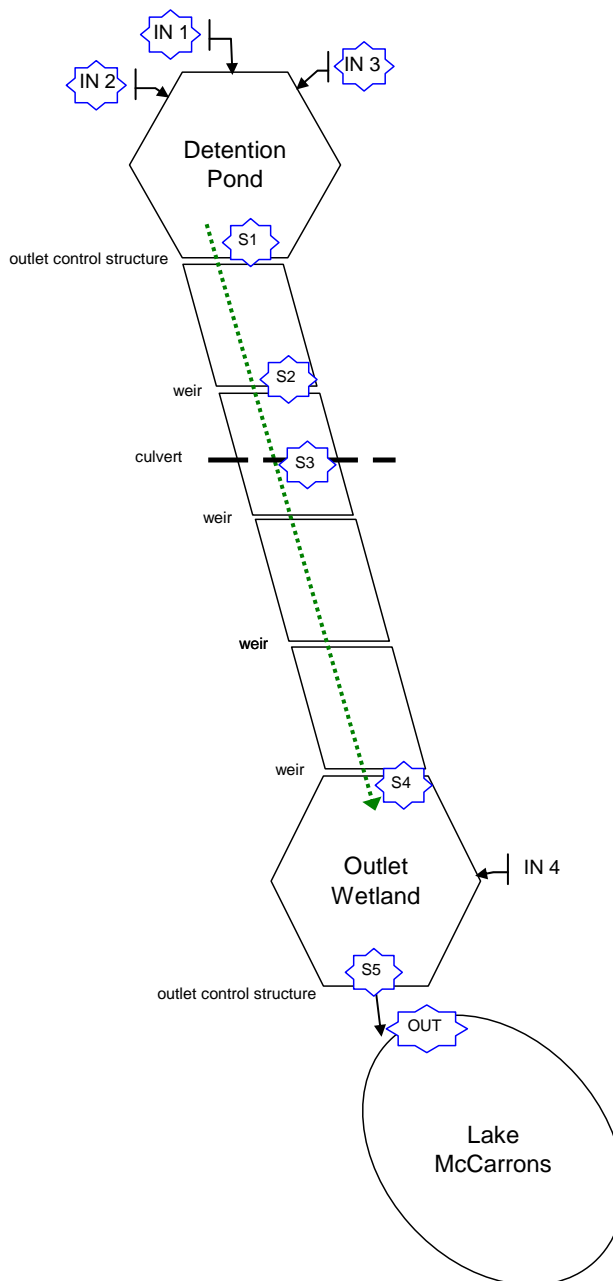 IN 1
IN 2
IN 3
Detention
Pond
S1
outlet control structure
S2
weir
culvert
S3
weir
weir
weir
S4
Outlet
Wetland
IN 4
S5
outlet control structure
OUT
Lake
McCarrons